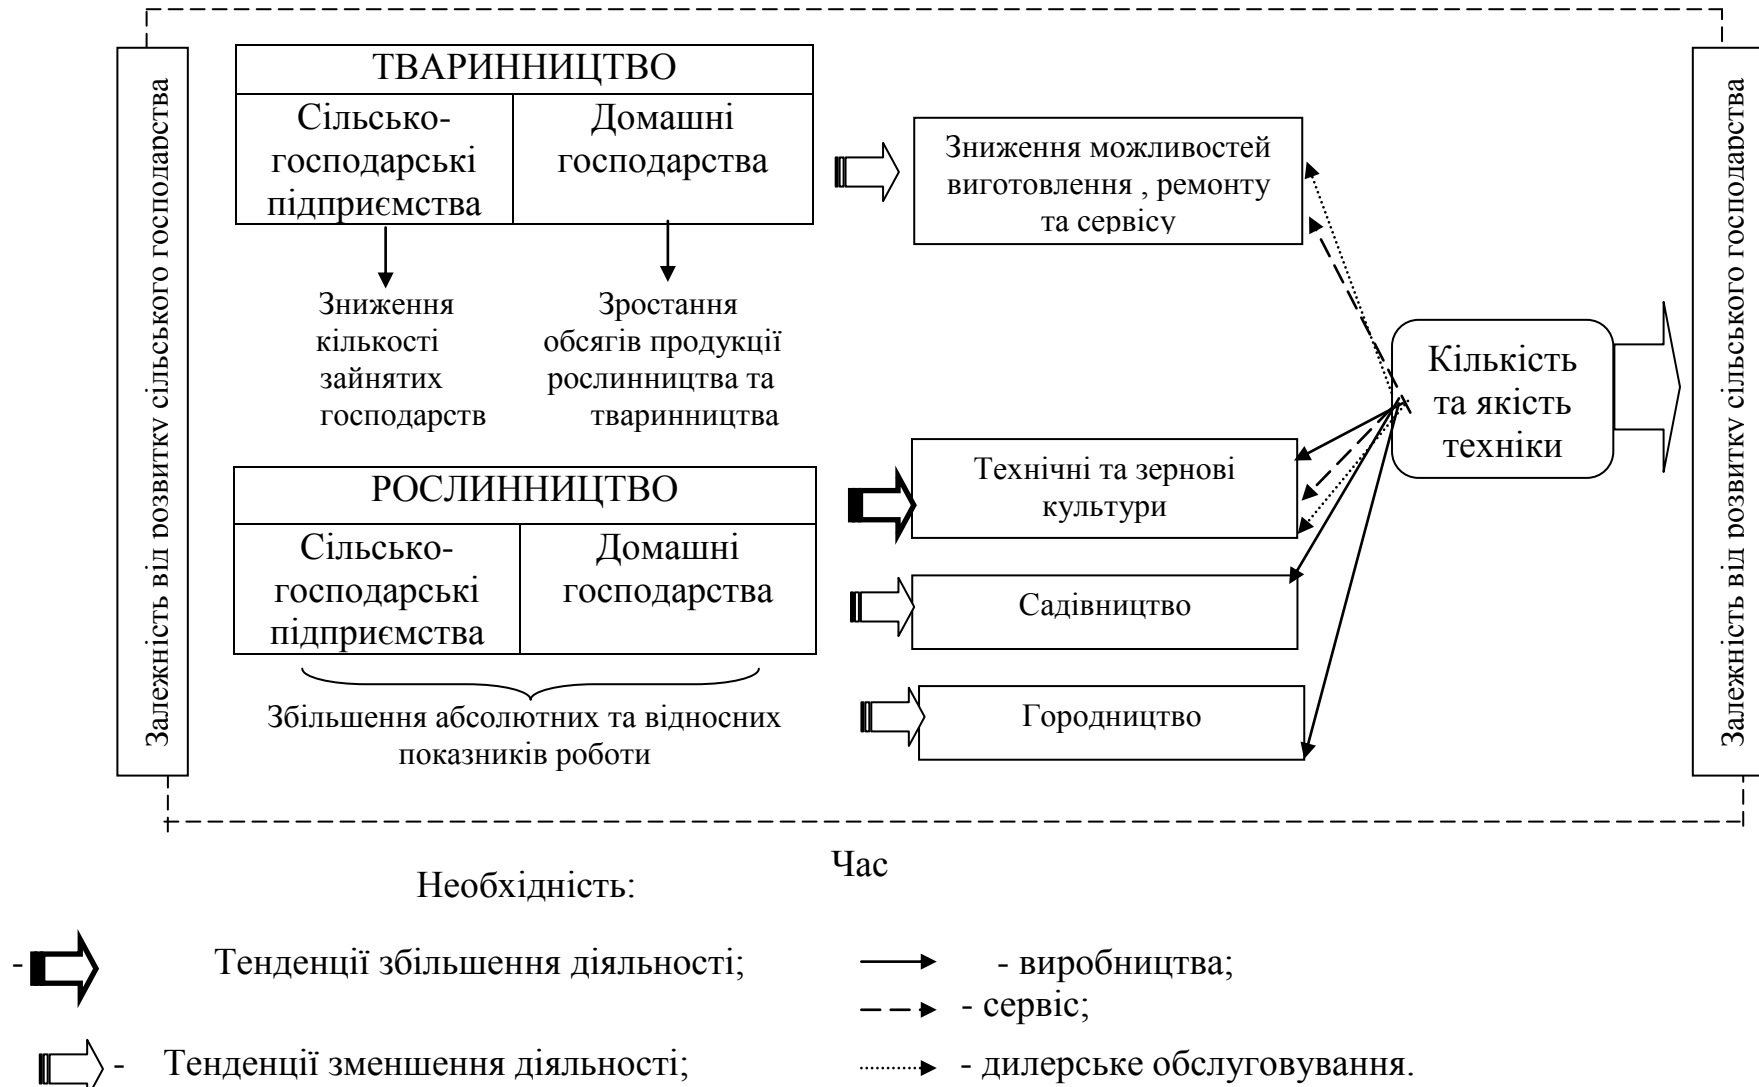 Залежність від розвитку сільського господарства
ТВАРИННИЦТВО
Сільсько-
господарські
підприємства
Домашні
господарства
Зниження
кількості
зайнятих
господарств
Зростання
обсягів продукції
рослинництва та
тваринництва
РОСЛИННИЦТВО
Сільсько-
господарські
підприємства
Домашні
господарства
Збільшення абсолютних та відносних
показників роботи
Зниження можливостей
виготовлення , ремонту
та сервісу
Технічні та зернові
культури
Садівництво
Городництво
Кількість
та якість
техніки
Залежність від розвитку сільського господарства
Час
Необхідність:
- Тенденції збільшення діяльності;
- виробництва;
- сервіс;
- Тенденції зменшення діяльності;
- дилерське обслуговування.